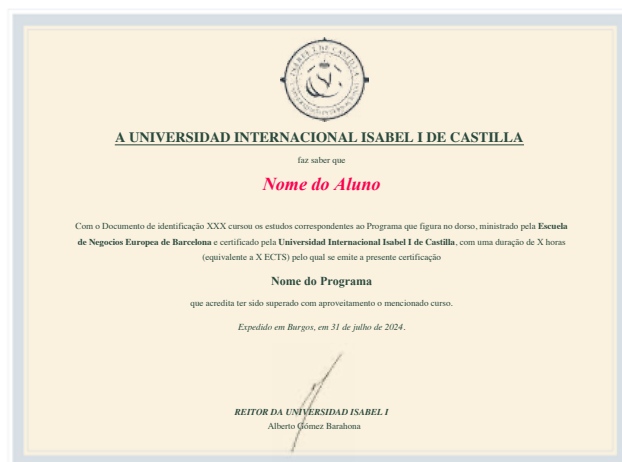 ISABEL I DE CASTILLA
A UNIVERSIDAD INTERNACIONAL ISABEL I DE CASTILLA
faz saber que
Nome do Aluno
Com o Documento de identificação XXX cursou os estudos correspondentes ao Programa que figura no dorso, ministrado pela Escuela
de Negocios Europea de Barcelona e certificado pela Universidad Internacional Isabel I de Castilla, com uma duração de X horas
(equivalente a X ECTS) pelo qual se emite a presente certificação
Nome do Programa
que acredita ter sido superado com aproveitamento o mencionado curso.
Expedido em Burgos, em 31 de julho de 2024.
REITOR DA UNIVERSIDAD ISABEL I
Alberto Gómez Barahona